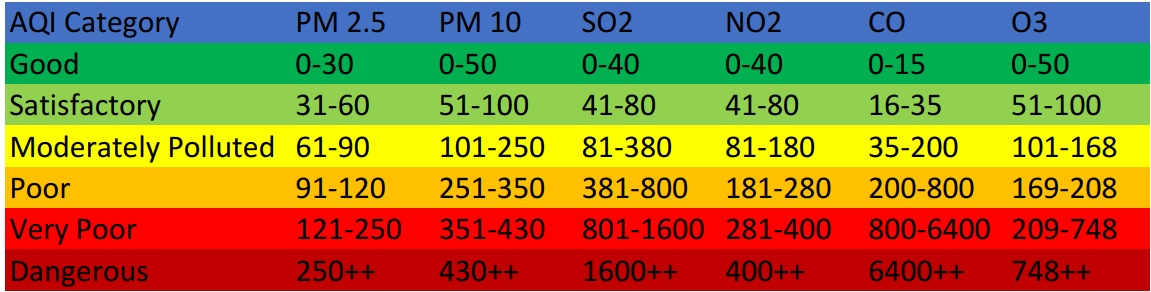 AQI Category PM 2.5 PM 10 SO2 NO2 CO O3
Good 0-30 0-50 0-40 0-40 0-15 0-50
Satisfactory 31-60 51-100 41-80 41-80 16-35 51-100
Moderately Polluted 61-90 101-250 81-380 81-180 35-200 101-168
Poor 91-120 251-350 381-800 181-280 200-800 169-208
Very Poor 121-250 351-430 801-1600 281-400 800-6400 209-748
Dangerous 250++ 430++ 1600++ 400++ 6400++ 748++